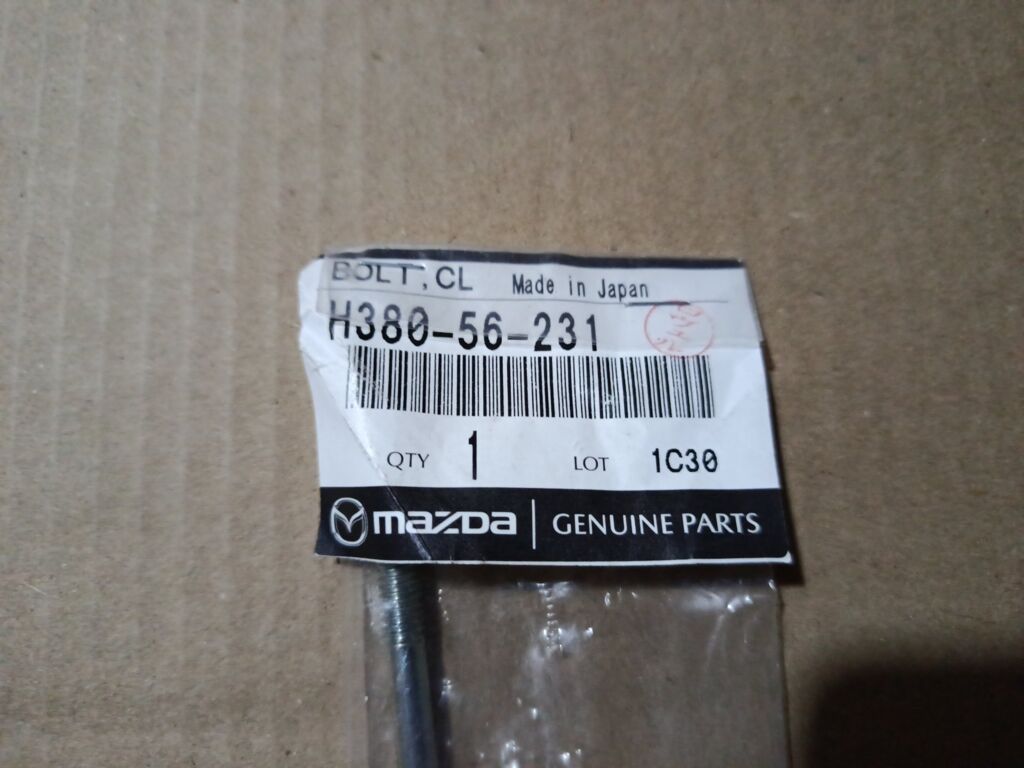 BOLT, CL Made in Japan
H380-56-231
QTY 1 LOT 1C30
mazda GENUINE PARTS